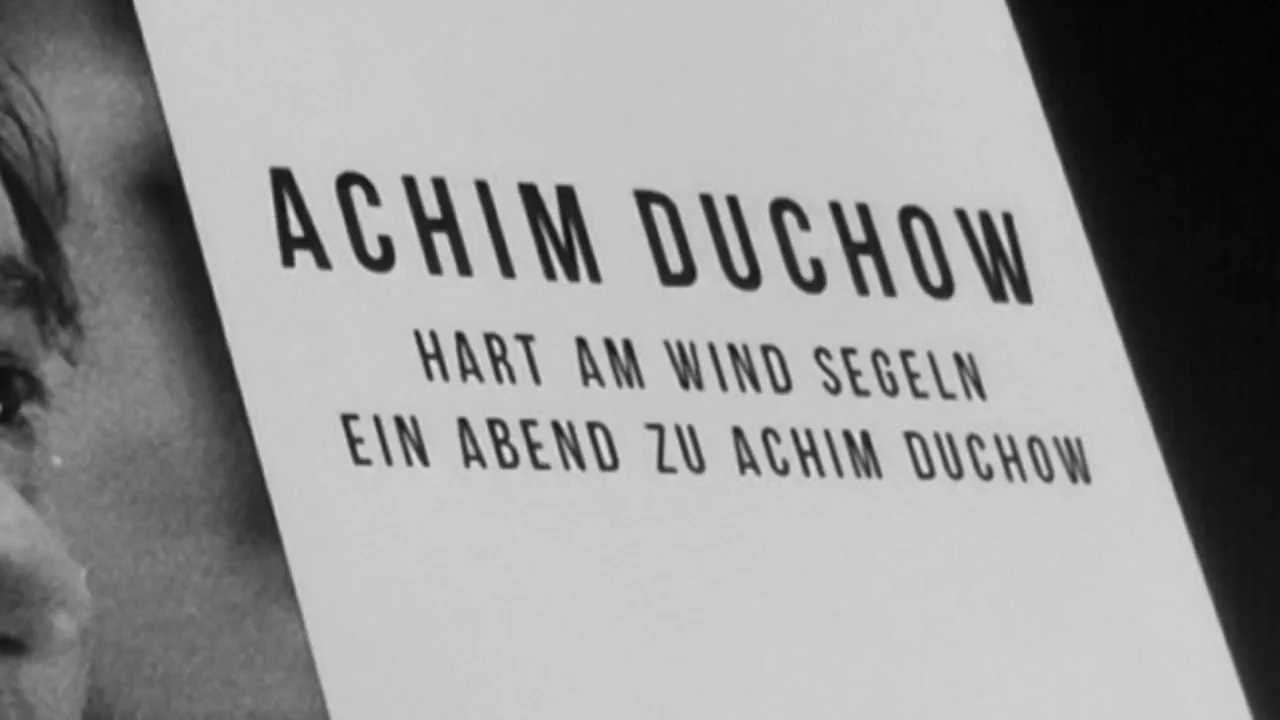 ACHIM DUCHOW
HART AM WIND SEGELN
EIN ABEND ZU ACHIM DUCHOW